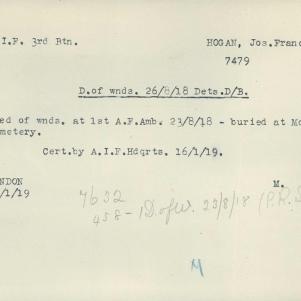 I.F. 3rd Btn. HOGAN, Jos.Franc
7479
D.of wnds. 26/8/18 Dets.D/B.
ed of wnds. at 1st A.F.Amb. 23/8/18 - buried at Mo
metery.
Cert.by A.I.F.Hdqrts. 16/1/19.
NDON M.
/1/19
7632
458- D of W. 23/8/18 (P.R.S
M